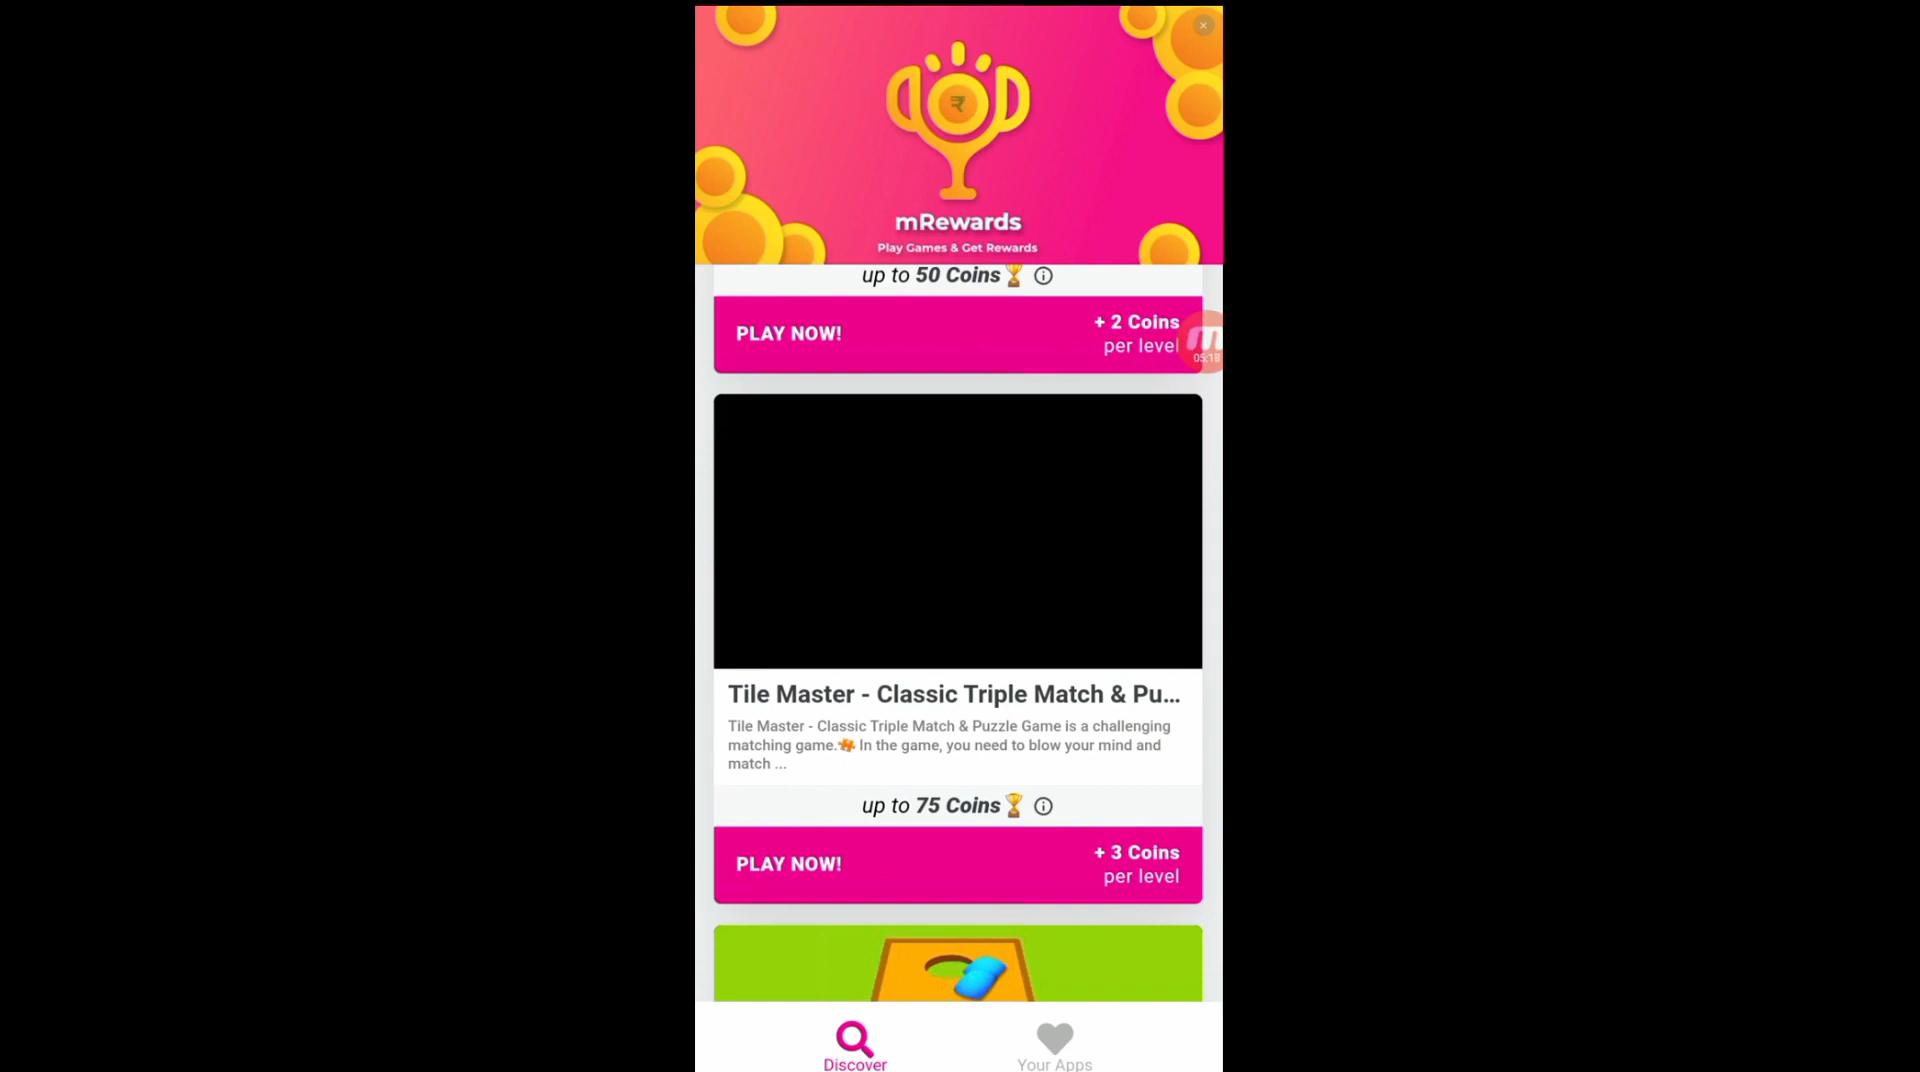 ₹
mRewards
Play Games & Get Rewards
up to 50 Coins🏆
PLAY NOW!
+ 2 Coins
per level
05:18
Tile Master - Classic Triple Match & Pu...
Tile Master - Classic Triple Match & Puzzle Game is a challenging
matching game.🧩 In the game, you need to blow your mind and
match ...
up to 75 Coins🏆
PLAY NOW!
+ 3 Coins
per level
Discover
Your Apps